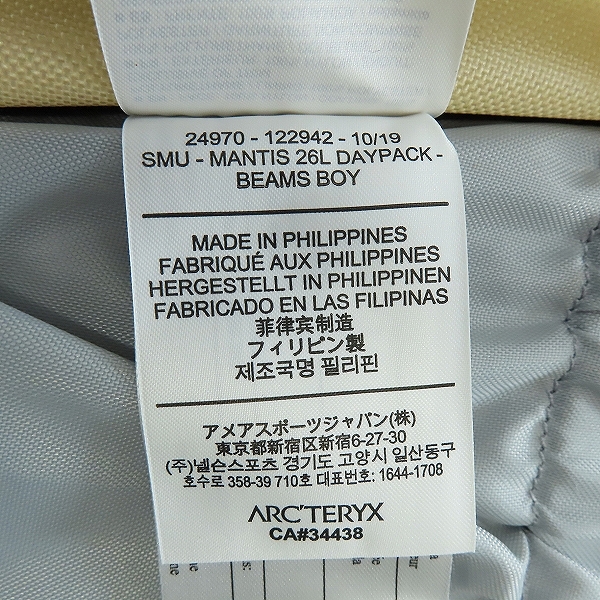 24970 - 122942 - 10/19
SMU - MANTIS 26L DAYPACK -
BEAMS BOY
MADE IN PHILIPPINES
FABRIQUÉ AUX PHILIPPINES
HERGESTELLT IN PHILIPPINEN
FABRICADO EN LAS FILIPINAS
菲律宾制造
フィリピン製
제조국명 필리핀
アメアスポーツジャパン(株)
東京都新宿区新宿6-27-30
(주)넬슨스포츠 경기도 고양시 일산동구
호수로 358-39 710호 대표번호: 1644-1708
ARC'TERYX
CA#34438